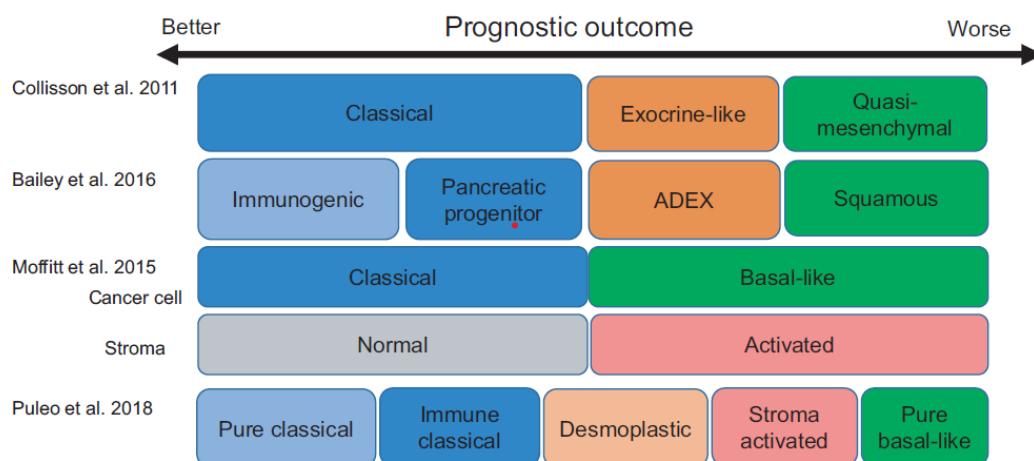 Better Prognostic outcome Worse
Collisson et al. 2011
Classical Exocrine-like Quasi-
mesenchymal
Bailey et al. 2016
Immunogenic Pancreatic
progenitor ADEX Squamous
Moffitt et al. 2015
Cancer cell
Classical Basal-like
Stroma Normal Activated
Puleo et al. 2018
Pure classical Immune
classical Desmoplastic Stroma
activated Pure
basal-like